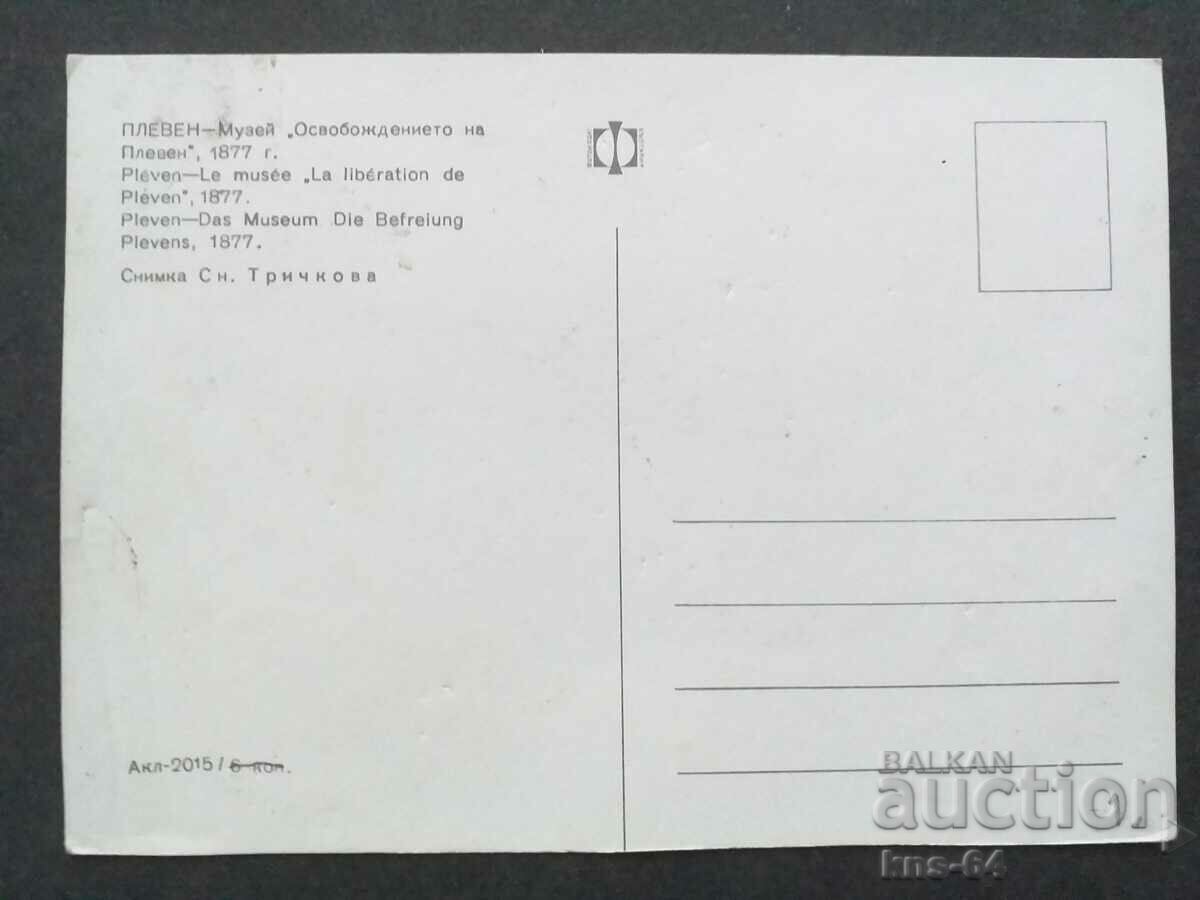 ПЛЕВЕН—Музей „Освобождението на
Плевен", 1877 г.
Pleven—Le musée „La libération de
Pléven", 1877.
Pleven—Das Museum Die Befreiung
Plevens, 1877.
Снимка Сн. Тричкова
Акл-2015/6 коп.
BALKAN
auction
kns-64